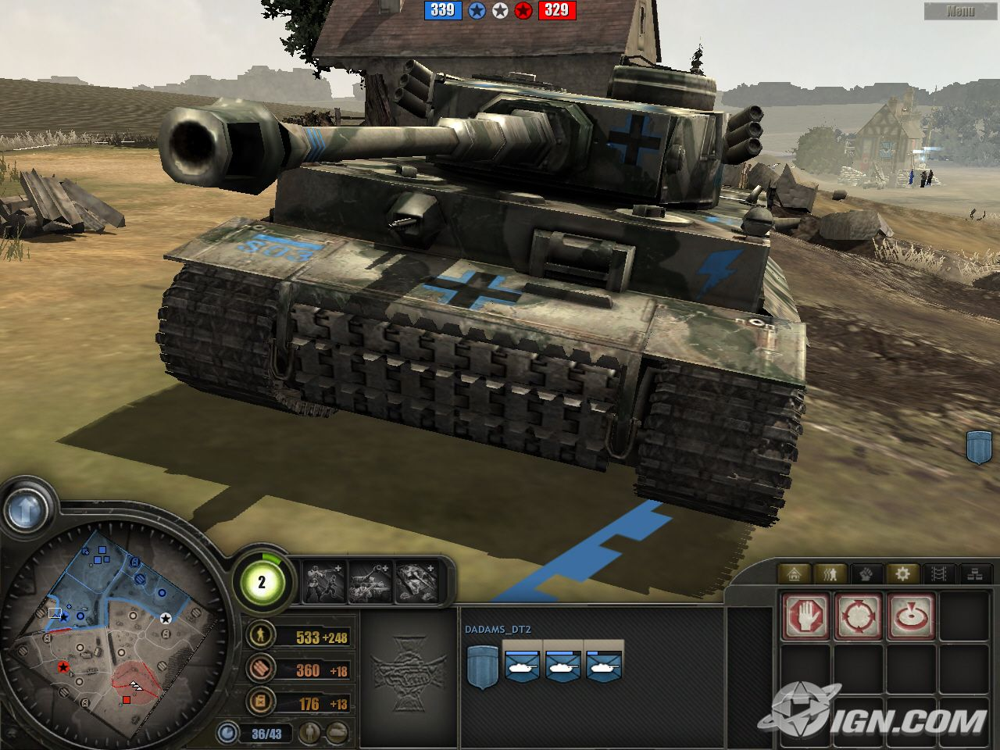 339
329
Menu
S03
2
533 +248
360 +18
176 +13
36/43
DADAMS_DT2
IGN.COM